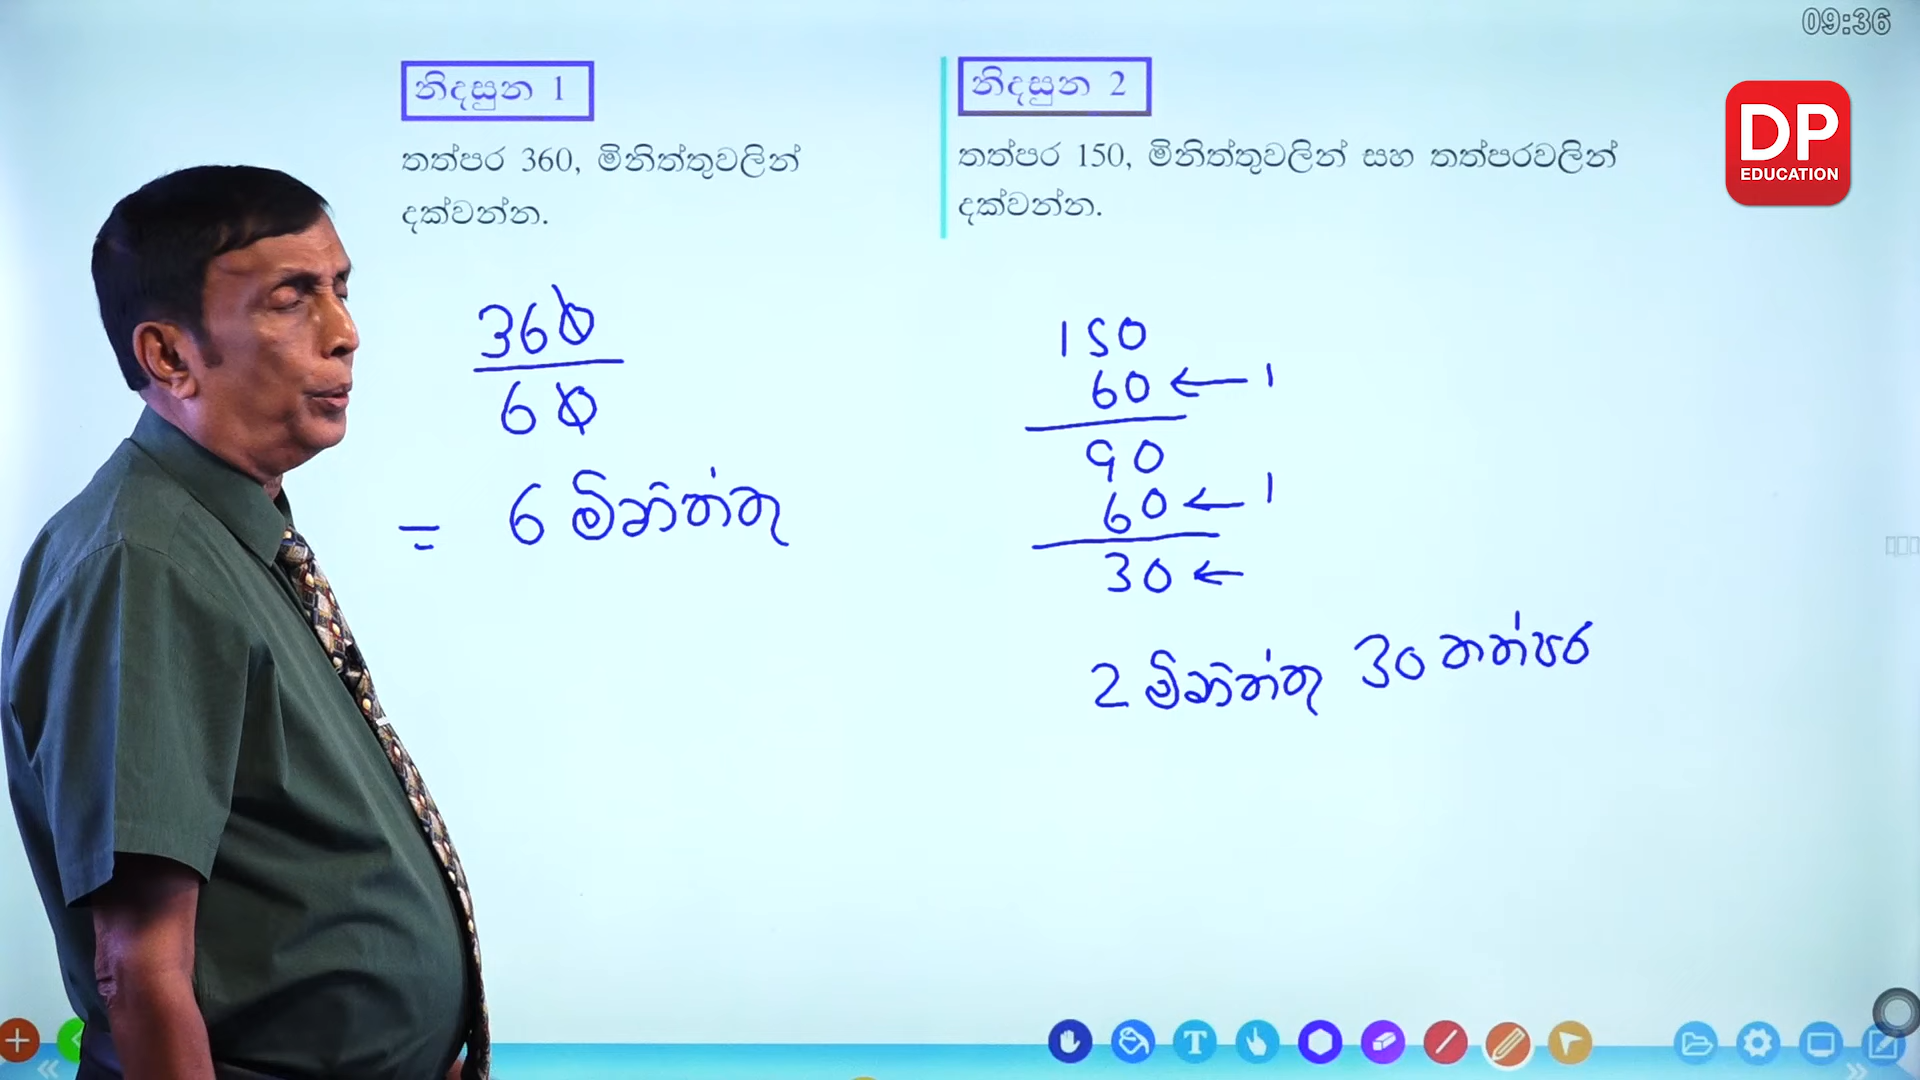 09:36
DP
EDUCATION
නිදසුන 1
තත්පර 360, මිනිත්තුවලින්
දක්වන්න.
360
60
= 6 මිනිත්තු
නිදසුන 2
තත්පර 150, මිනිත්තුවලින් සහ තත්පරවලින්
දක්වන්න.
150
60 ← 1
90
60 ← 1
30 ←
2 මිනිත්තු 30 තත්පර